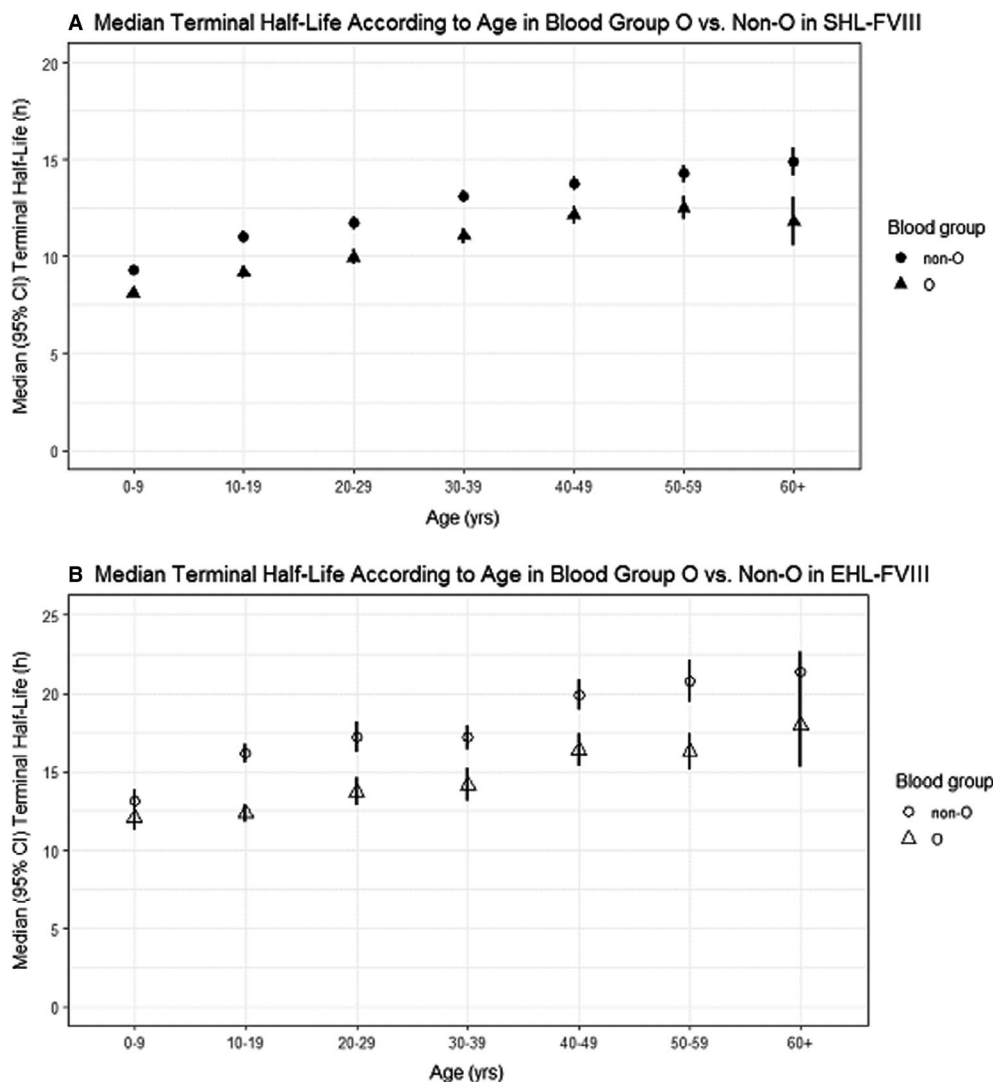 A Median Terminal Half-Life According to Age in Blood Group O vs. Non-O in SHL-FVIII
Median (95% CI) Terminal Half-Life (h)
20
15
10
5
0
0-9 10-19 20-29 30-39 40-49 50-59 60+
Age (yrs)
Blood group
non-O
O
B Median Terminal Half-Life According to Age in Blood Group O vs. Non-O in EHL-FVIII
Median (95% CI) Terminal Half-Life (h)
25
20
15
10
5
0
0-9 10-19 20-29 30-39 40-49 50-59 60+
Age (yrs)
Blood group
non-O
O